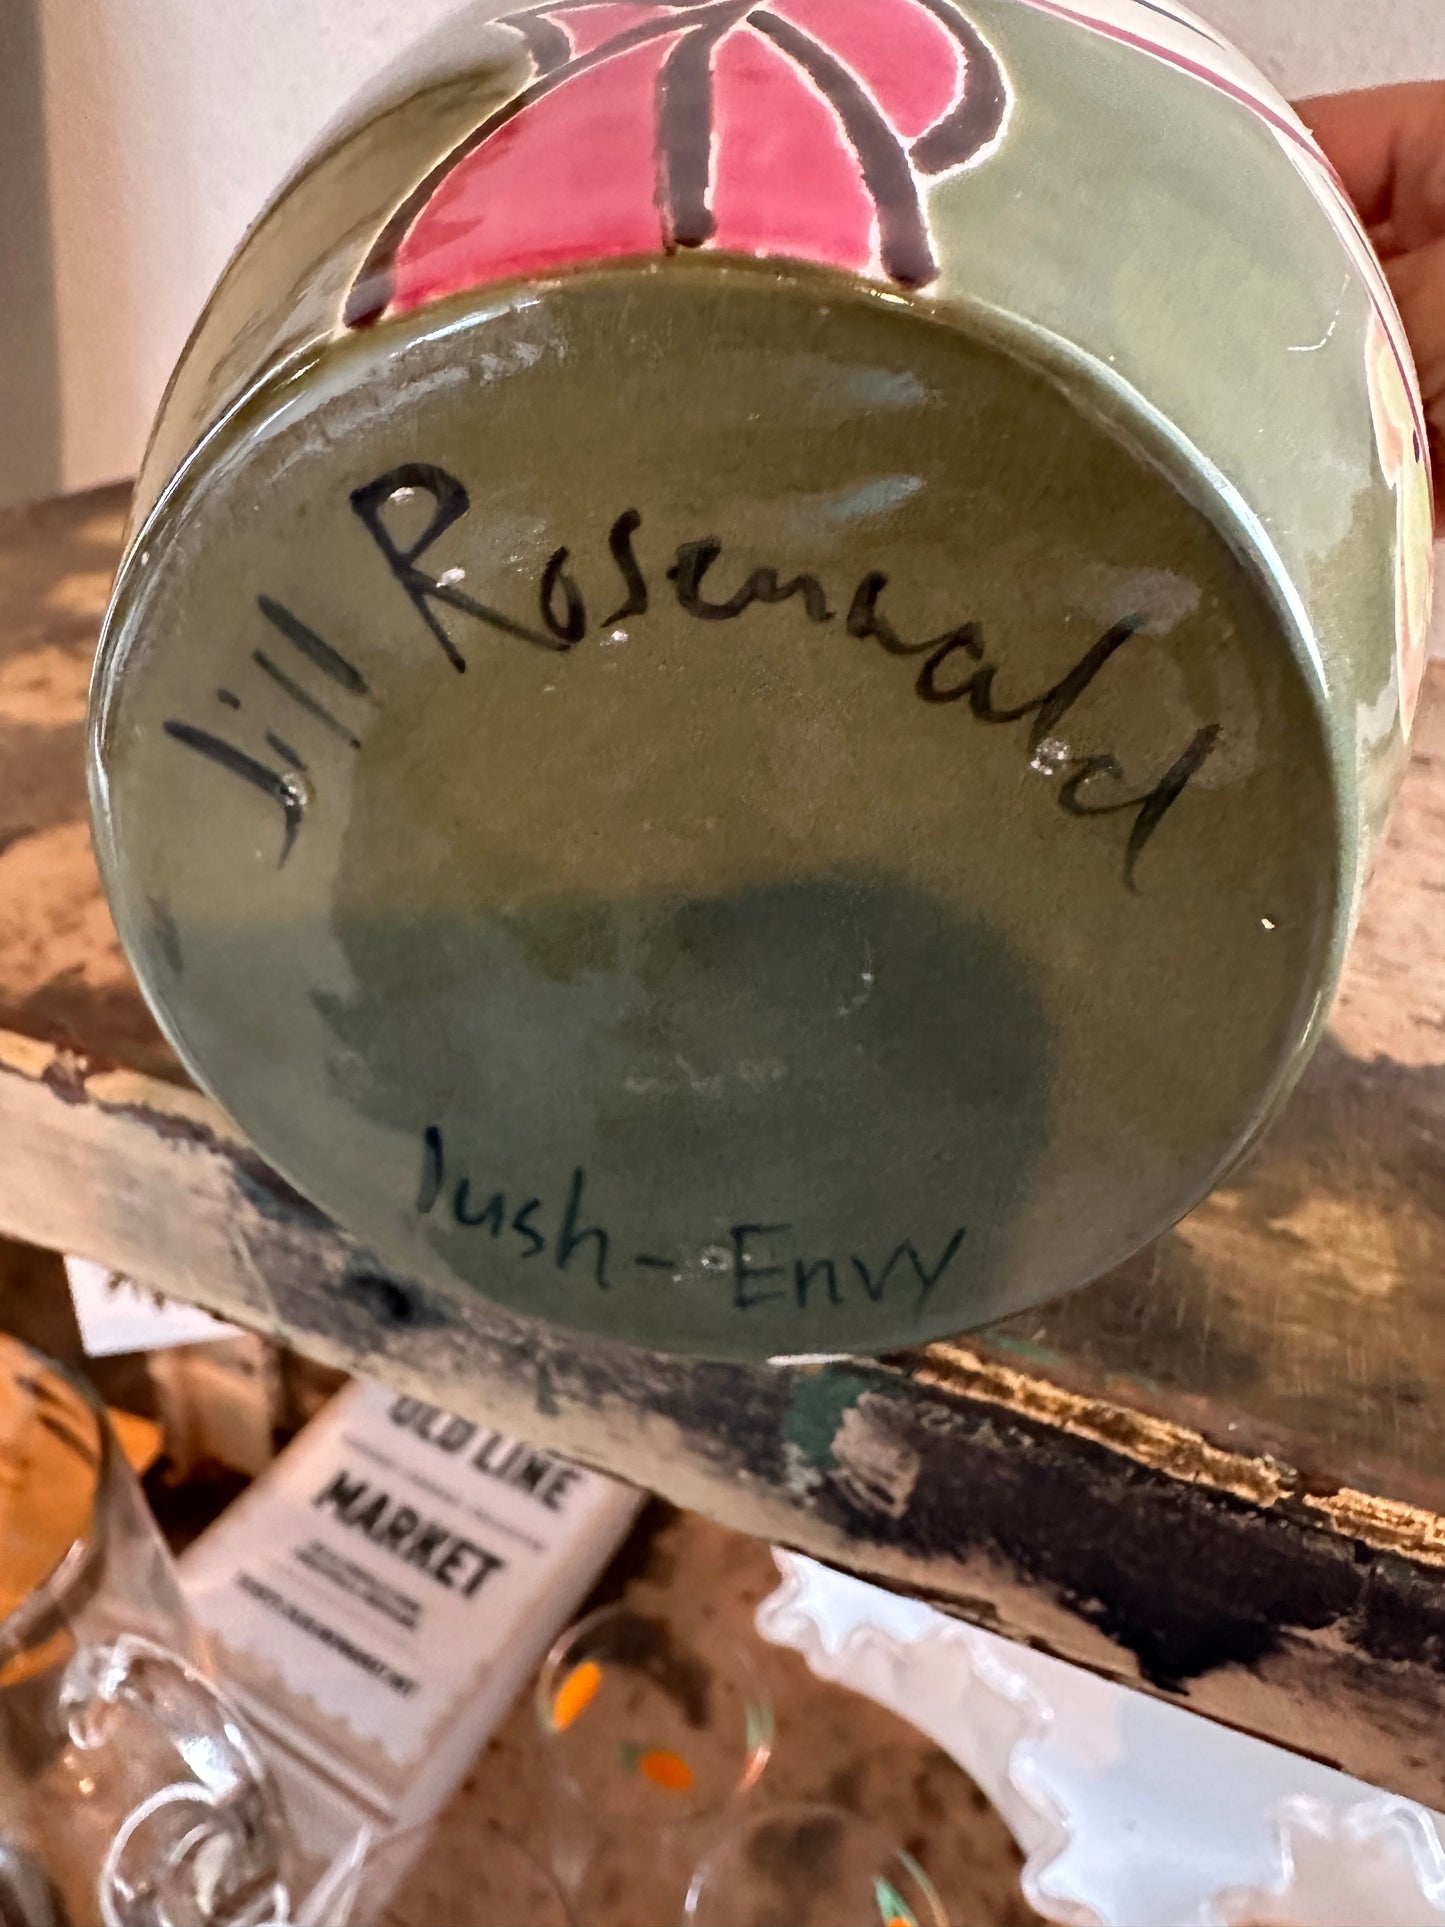 Jill Rosenwald
lush-Envy
OLD LINE
MARKET